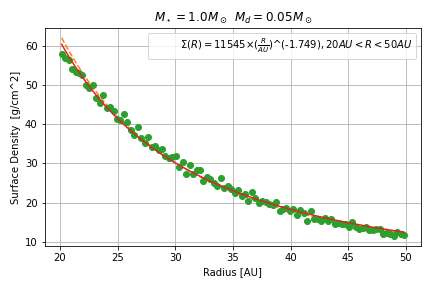 M⋆ = 1.0M⊙ M_d = 0.05M⊙
Σ(R) = 11545×(R/AU)^(-1.749), 20AU < R < 50AU
60
50
40
30
20
10
Surface Density [g/cm^2]
20 25 30 35 40 45 50
Radius [AU]